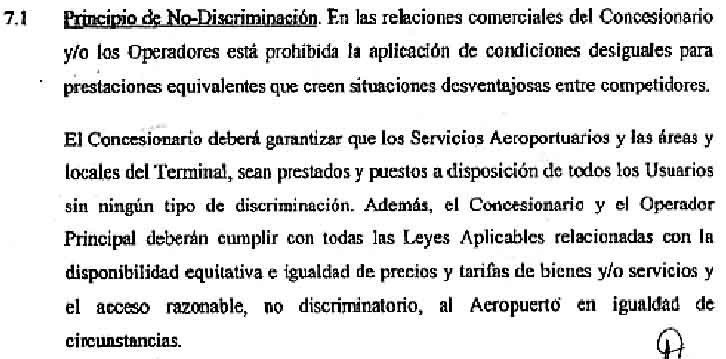 7.1 Principio de No-Discriminación. En las relaciones comerciales del Concesionario
y/o los Operadores está prohibida la aplicación de condiciones desiguales para
prestaciones equivalentes que creen situaciones desventajosas entre competidores.
El Concesionario deberá garantizar que los Servicios Aeroportuarios y las áreas y
locales del Terminal, sean prestados y puestos a disposición de todos los Usuarios
sin ningún tipo de discriminación. Además, el Concesionario y el Operador
Principal deberán cumplir con todas las Leyes Aplicables relacionadas con la
disponibilidad equitativa e igualdad de precios y tarifas de bienes y/o servicios y
el acceso razonable, no discriminatorio, al Aeropuerto en igualdad de
circunstancias.